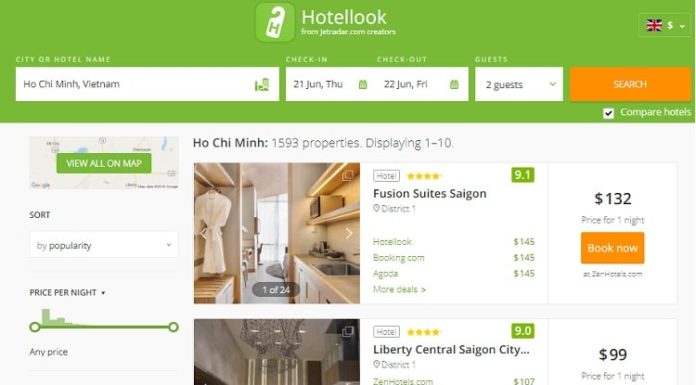 Hotellook
from Jetradar.com creators
$
CITY OR HOTEL NAME
CHECK-IN
CHECK-OUT
GUESTS
Ho Chi Minh, Vietnam
21 Jun, Thu
22 Jun, Fri
2 guests
SEARCH
Compare hotels
VIEW ALL ON MAP
Google
Ho Chi Minh: 1593 properties. Displaying 1–10.
SORT
by popularity
PRICE PER NIGHT
Any price
1 of 24
Hotel
9.1
Fusion Suites Saigon
District 1
Hotellook $145
Booking.com $145
Agoda $145
More deals >
$132
Price for 1 night
Book now
at ZenHotels.com
Hotel
9.0
Liberty Central Saigon City...
District 1
ZenHotels.com $107
$99
Price for 1 night